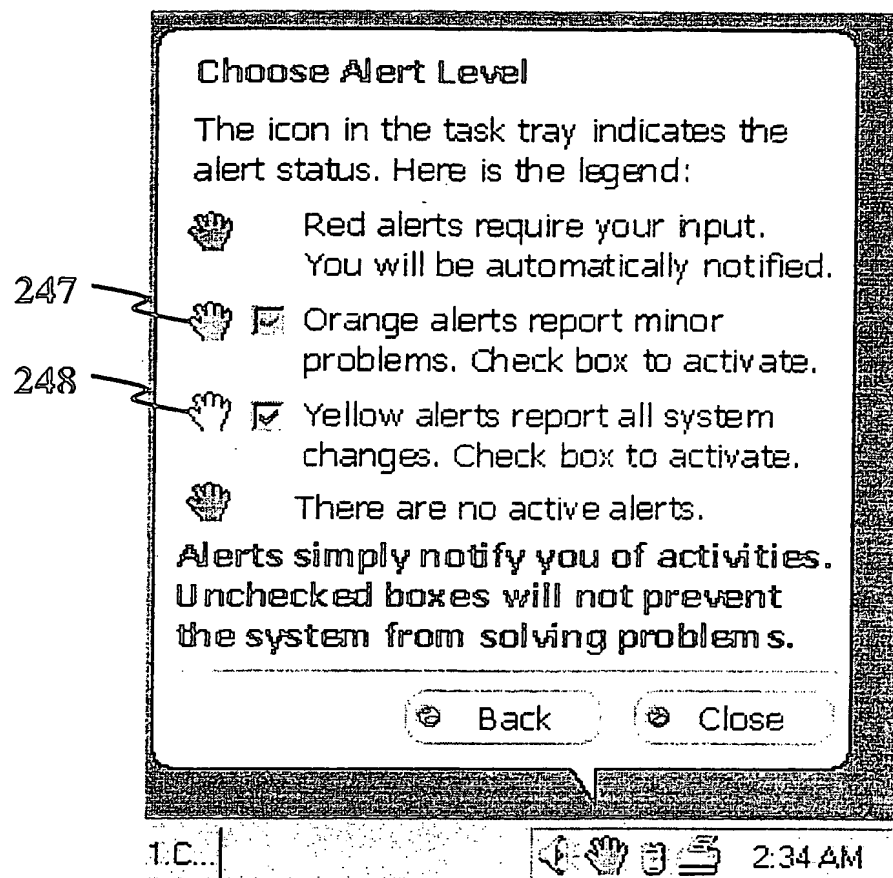 Choose Alert Level
The icon in the task tray indicates the
alert status. Here is the legend:
Red alerts require your input.
You will be automatically notified.
247
Orange alerts report minor
problems. Check box to activate.
248
Yellow alerts report all system
changes. Check box to activate.
There are no active alerts.
Alerts simply notify you of activities.
Unchecked boxes will not prevent
the system from solving problems.
Back Close
1.C... 2:34 AM